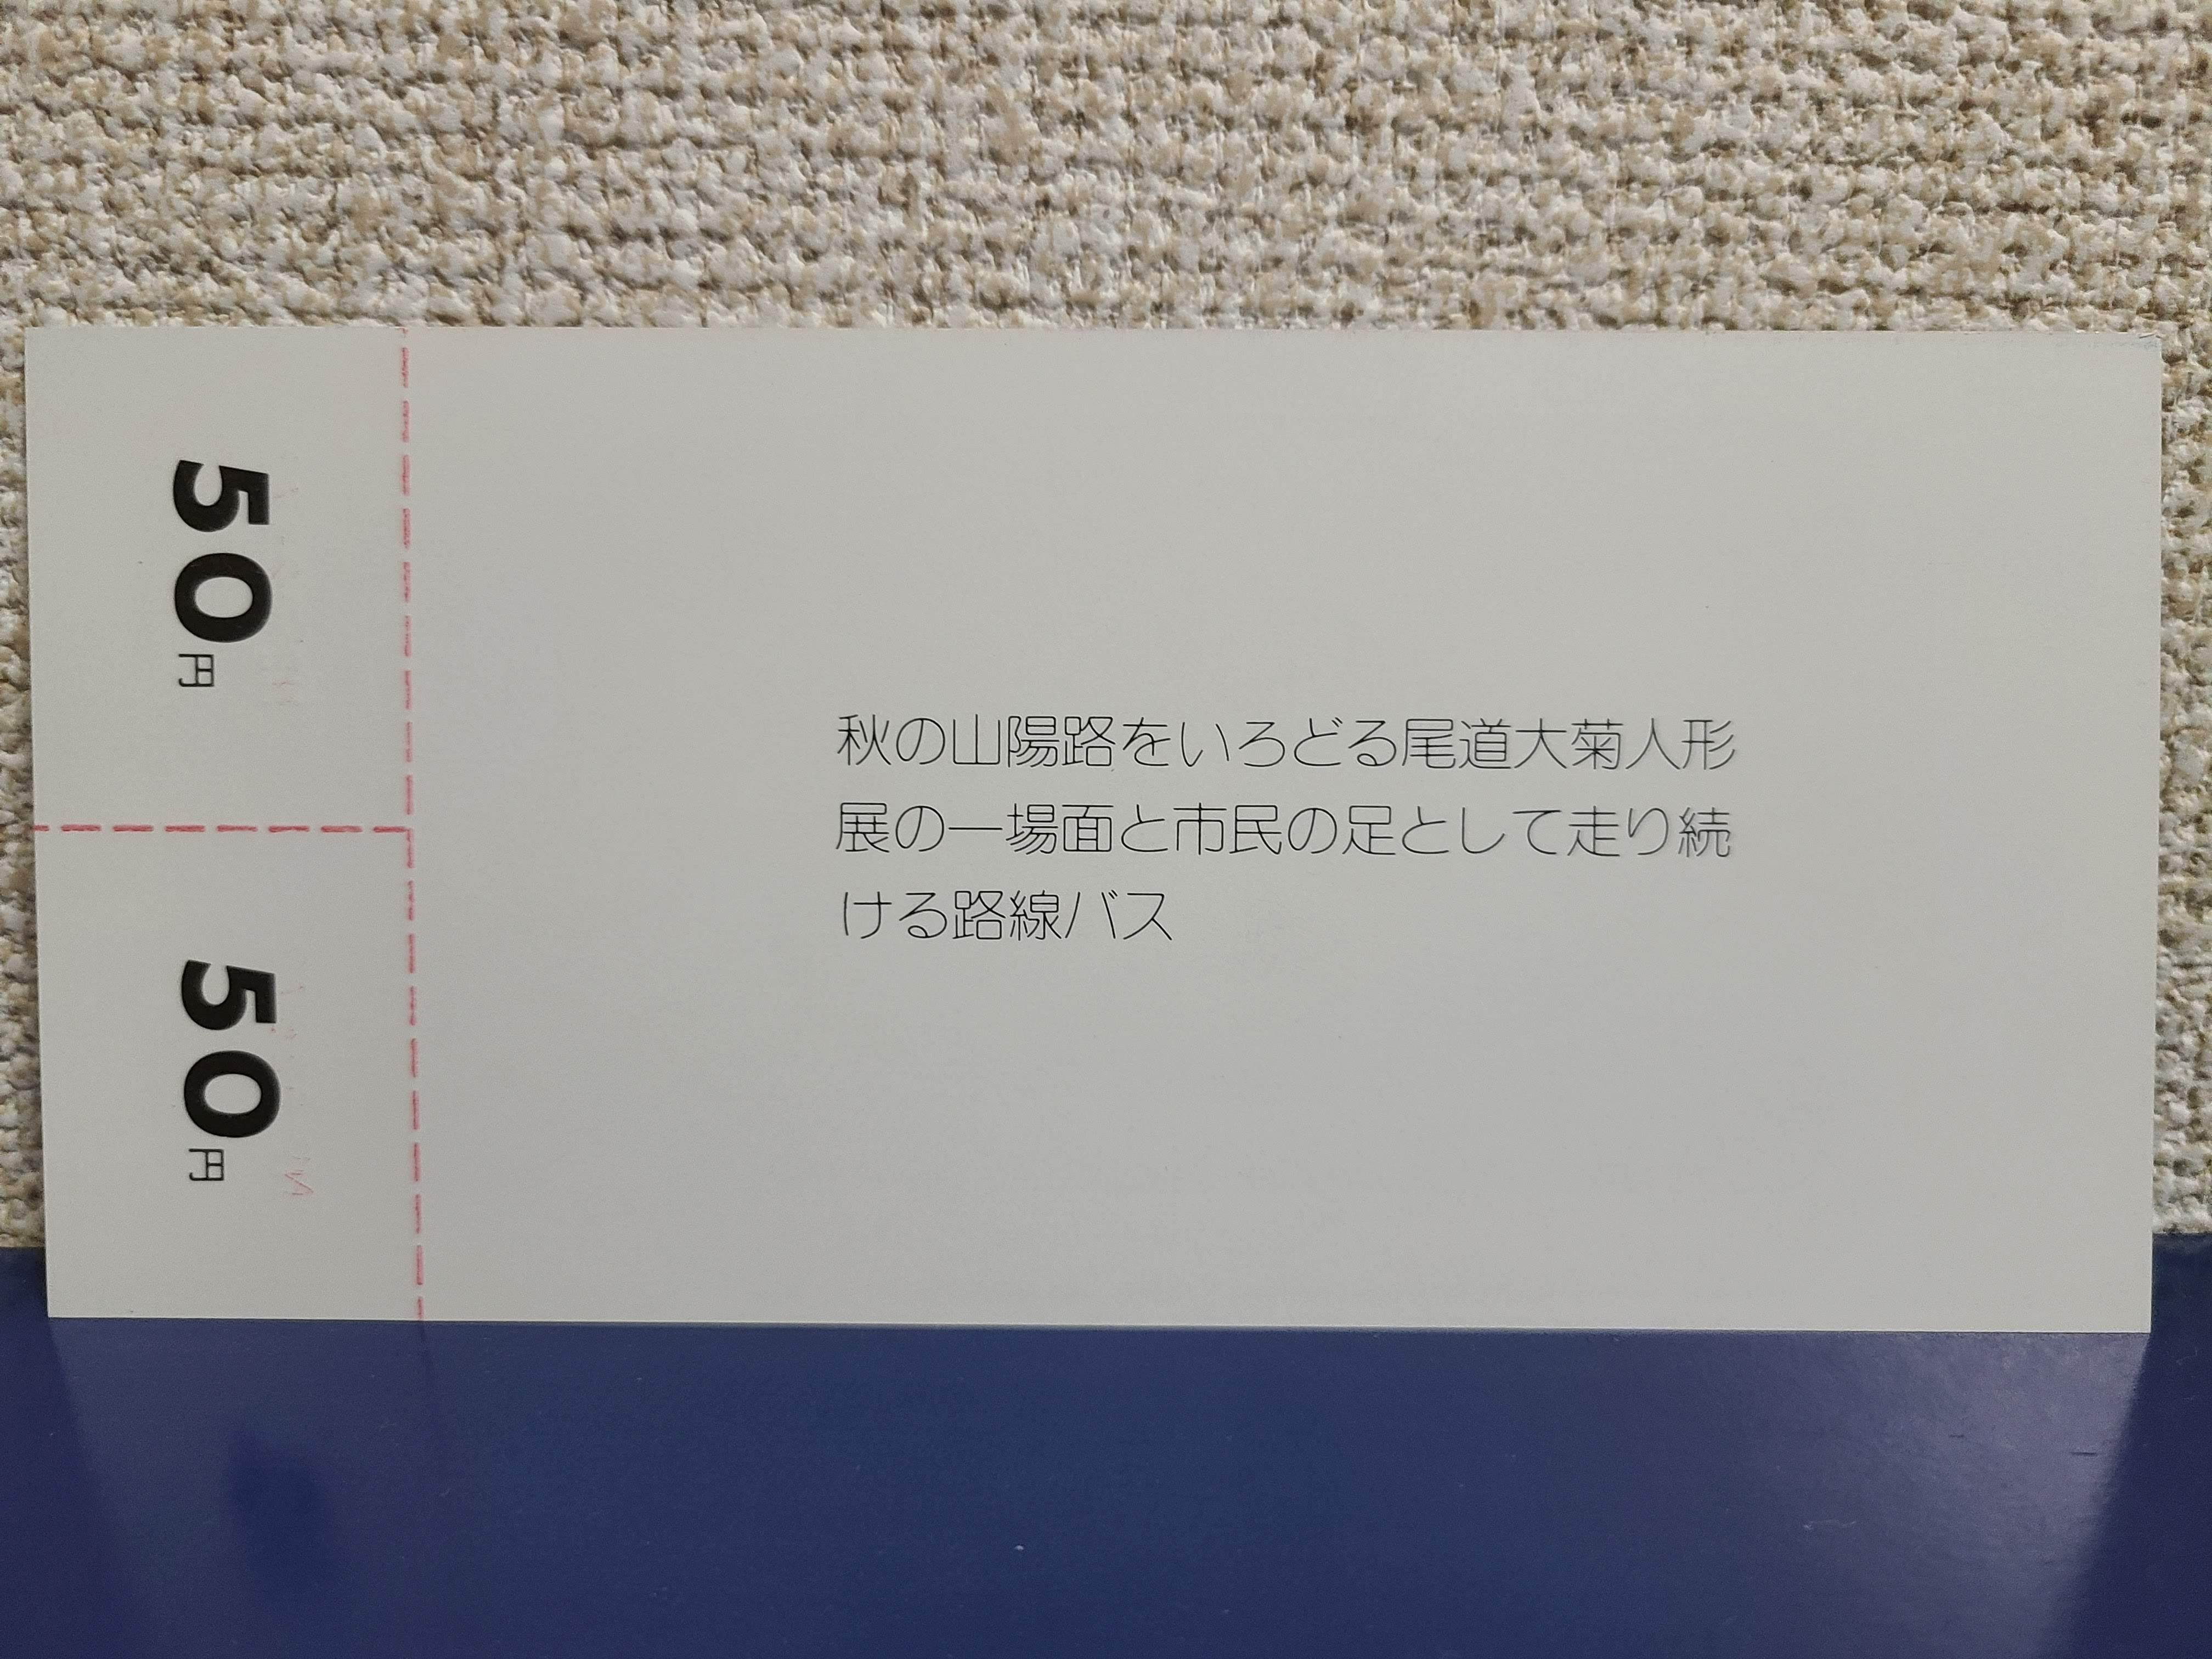 50円
50円
秋の山陽路をいろどる尾道大菊人形
展の一場面と市民の足として走り続
ける路線バス